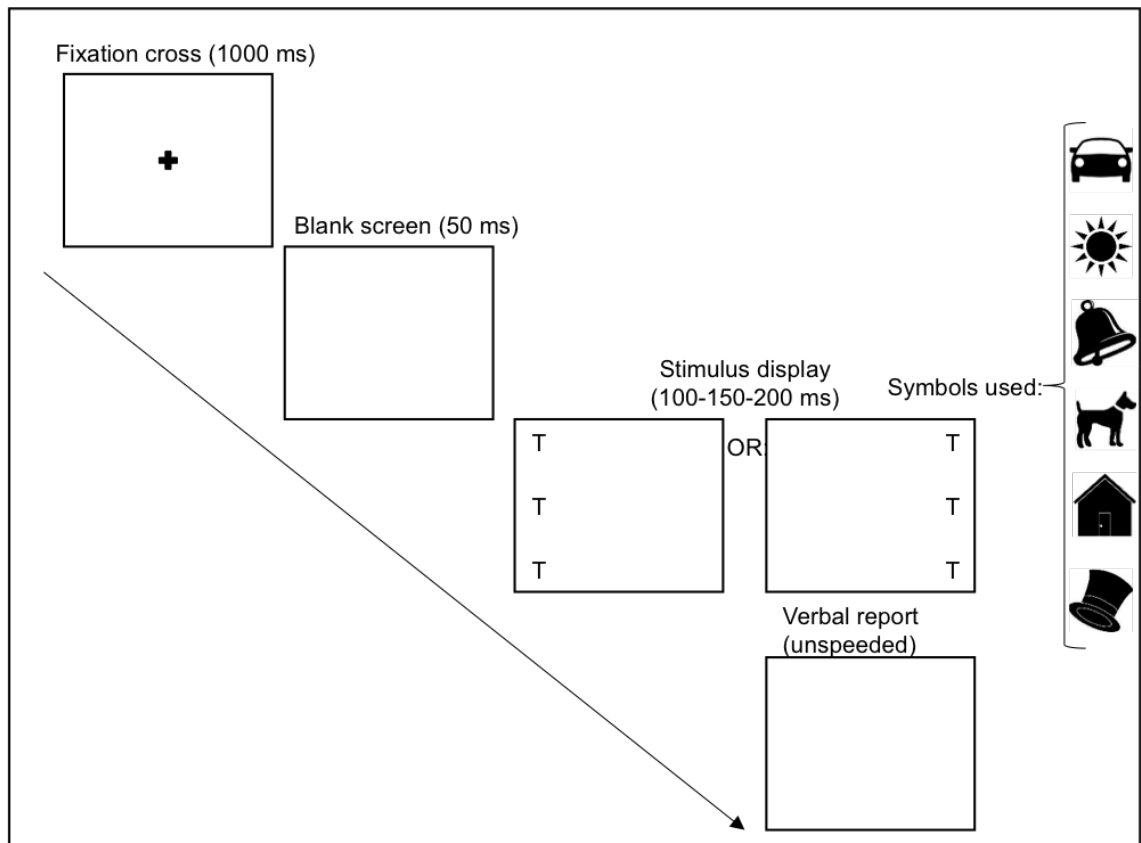 Fixation cross (1000 ms)
Blank screen (50 ms)
Stimulus display
(100-150-200 ms)
Symbols used:
T
T
T
OR:
T
T
T
Verbal report
(unspeeded)